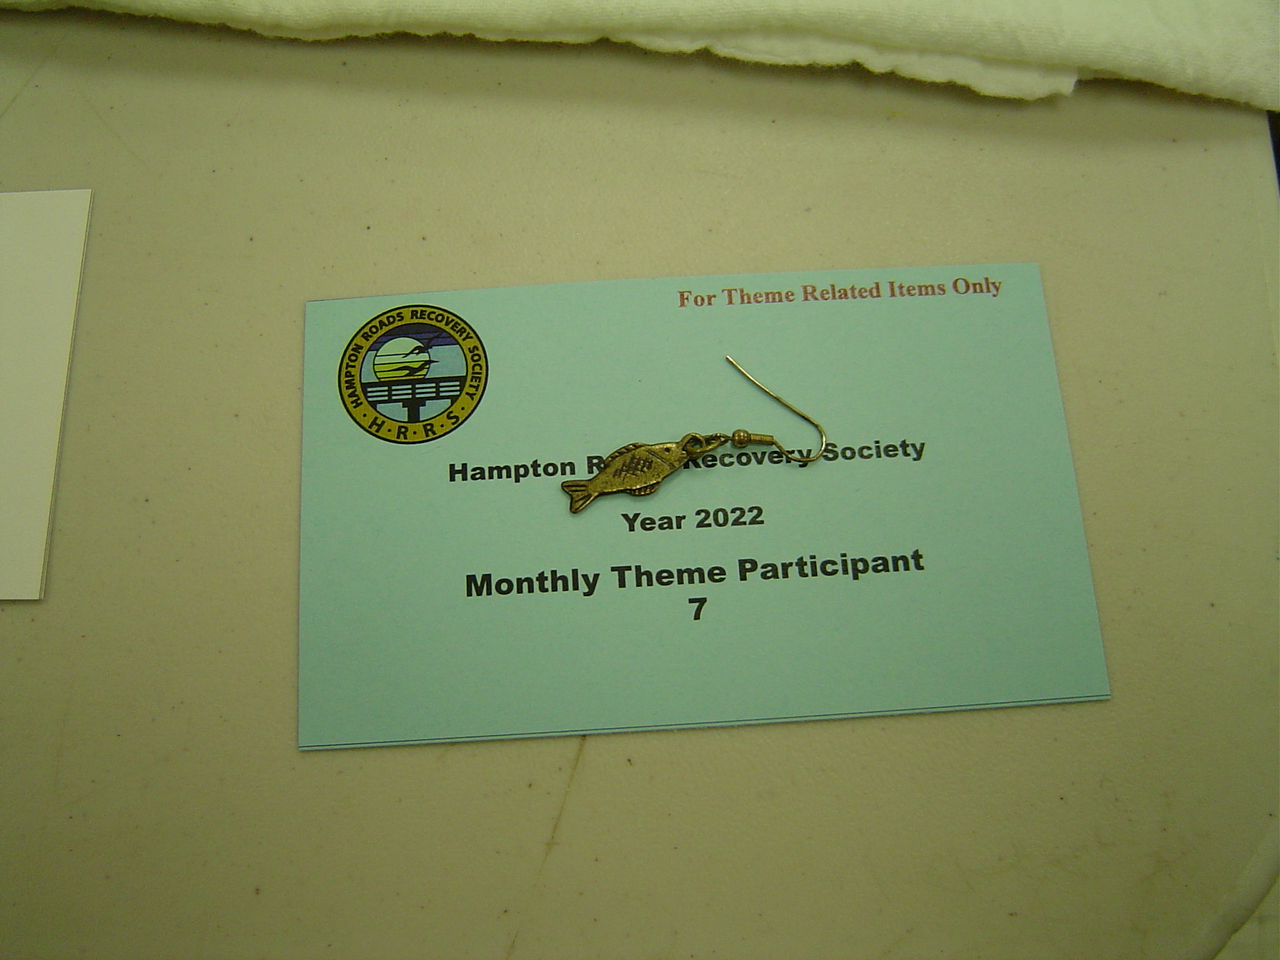 For Theme Related Items Only
HAMPTON ROADS RECOVERY SOCIETY
· H · R · R · S ·
Hampton R Recovery Society
Year 2022
Monthly Theme Participant
7